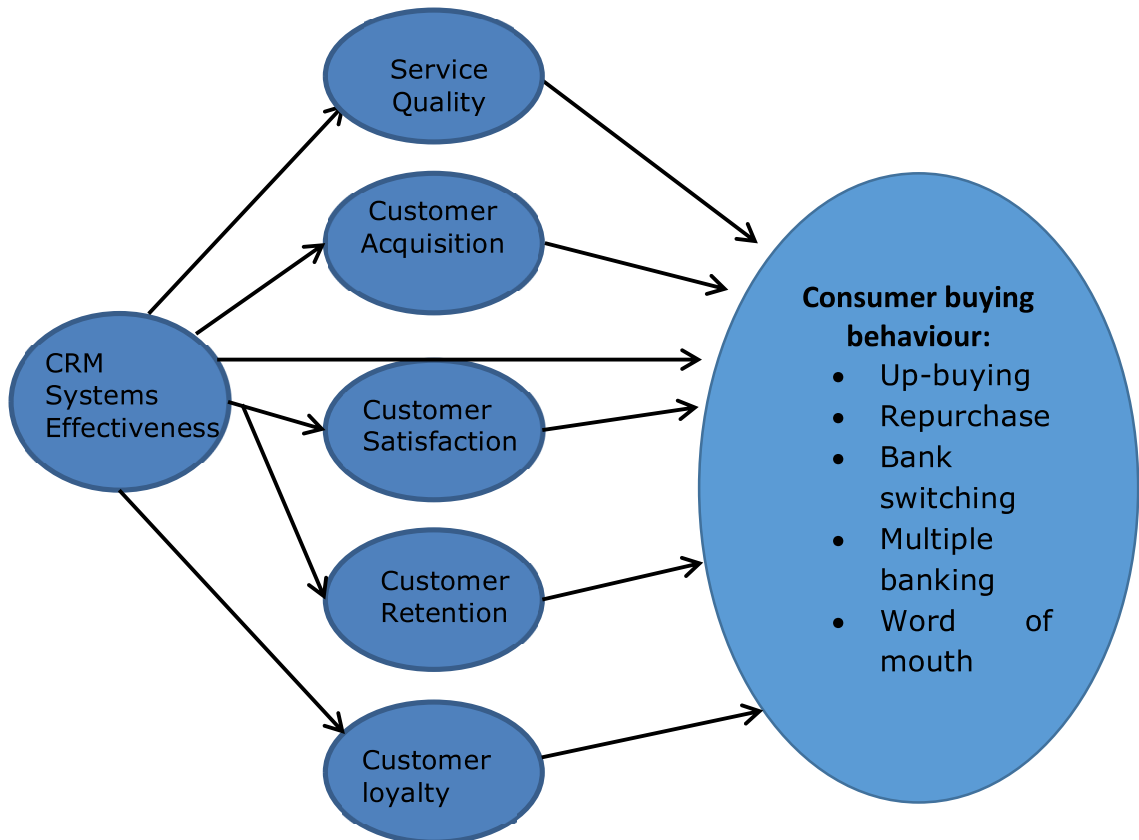 Service
Quality
Customer
Acquisition
CRM
Systems
Effectiveness
Customer
Satisfaction
Customer
Retention
Customer
loyalty
Consumer buying
behaviour:
• Up-buying
• Repurchase
• Bank
switching
• Multiple
banking
• Word of
mouth